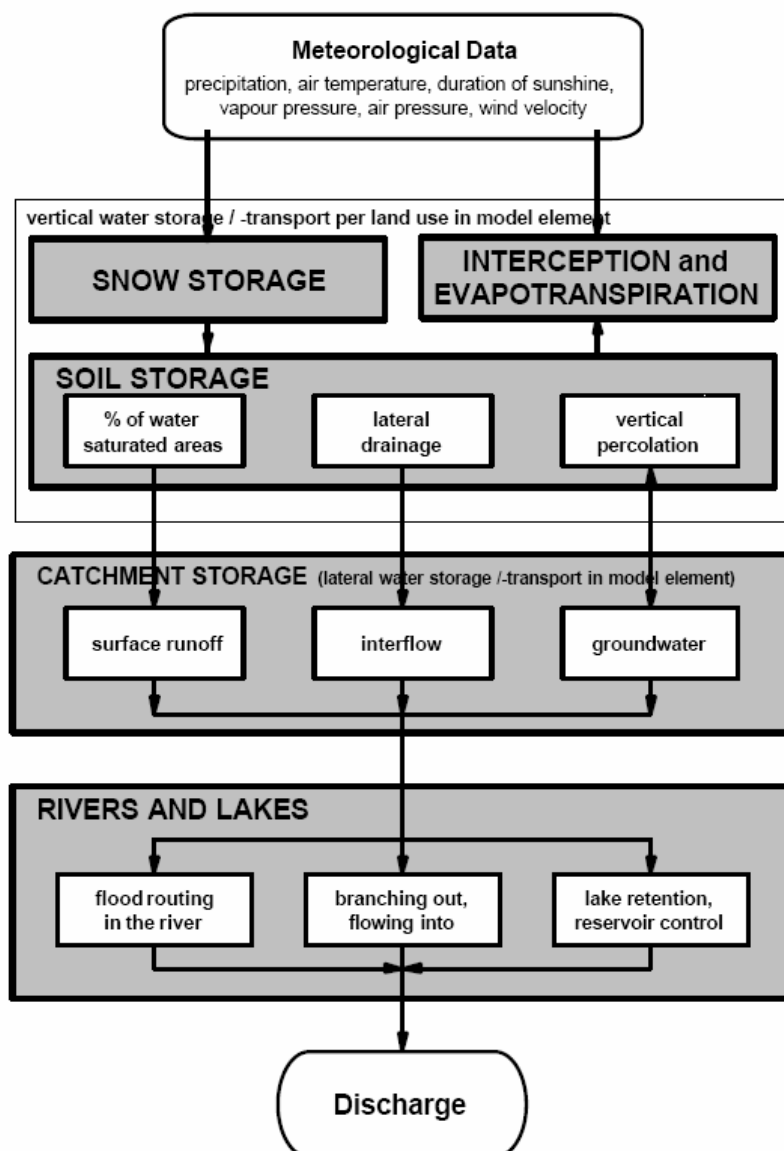 Meteorological Data
precipitation, air temperature, duration of sunshine,
vapour pressure, air pressure, wind velocity
vertical water storage / -transport per land use in model element
SNOW STORAGE
INTERCEPTION and
EVAPOTRANSPIRATION
SOIL STORAGE
% of water
saturated areas
lateral
drainage
vertical
percolation
CATCHMENT STORAGE (lateral water storage /-transport in model element)
surface runoff
interflow
groundwater
RIVERS AND LAKES
flood routing
in the river
branching out,
flowing into
lake retention,
reservoir control
Discharge